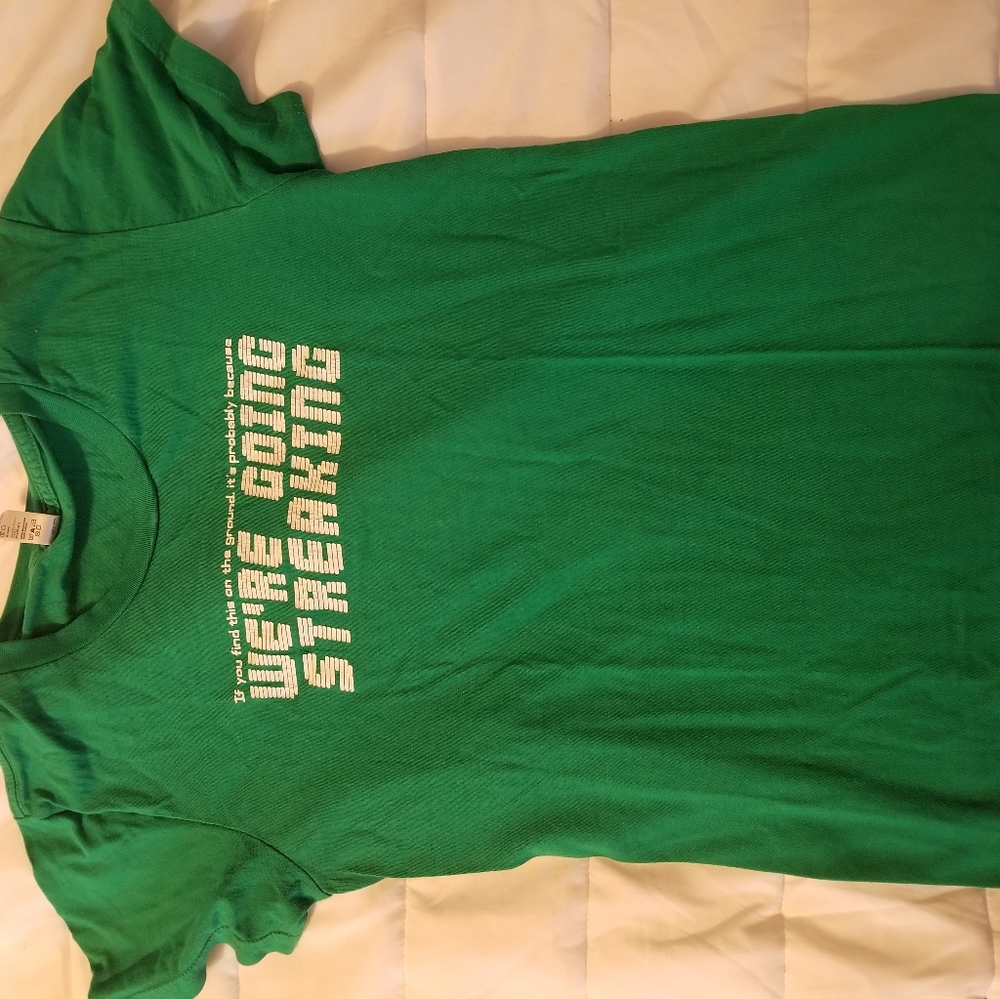 If you find this on the ground, it's probably because
WE'RE GOING
STREAKING